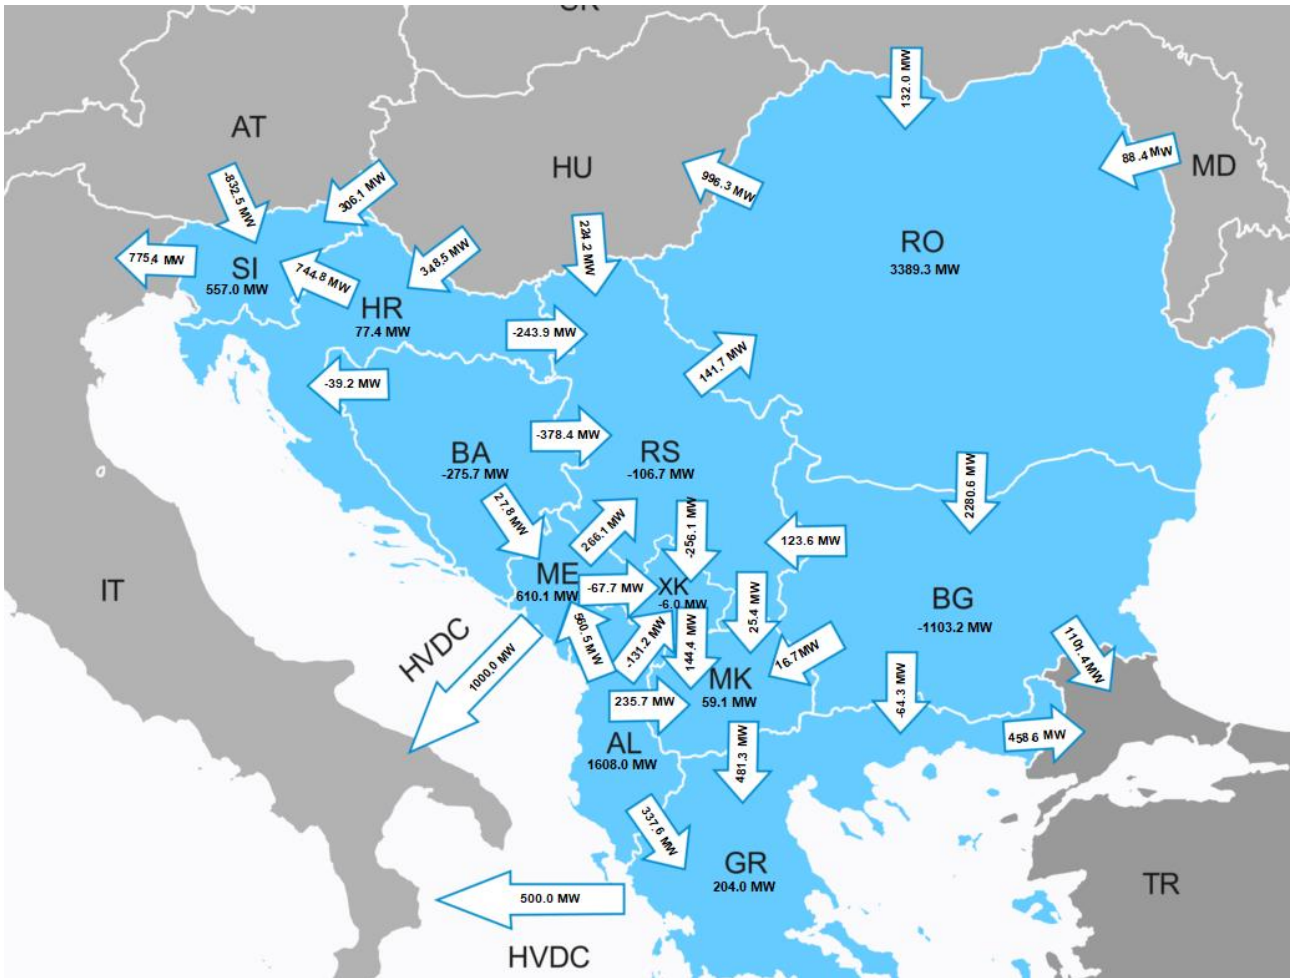 132.0 MW
AT
88.4 MW
MD
HU
996.3 MW
-832.5 MW
306.1 MW
224.2 MW
RO
3389.3 MW
775.4 MW
SI
557.0 MW
744.8 MW
348.5 MW
HR
77.4 MW
-243.9 MW
141.7 MW
-39.2 MW
-378.4 MW
BA
-275.7 MW
RS
-106.7 MW
2280.6 MW
27.8 MW
266.1 MW
-256.1 MW
123.6 MW
IT
ME
610.1 MW
-67.7 MW
XK
-6.0 MW
25.4 MW
BG
-1103.2 MW
HVDC
1000.0 MW
560.5 MW
-131.2 MW
144.4 MW
16.7 MW
1101.4 MW
MK
59.1 MW
-64.3 MW
235.7 MW
458.6 MW
AL
1608.0 MW
481.3 MW
337.6 MW
GR
204.0 MW
TR
500.0 MW
HVDC